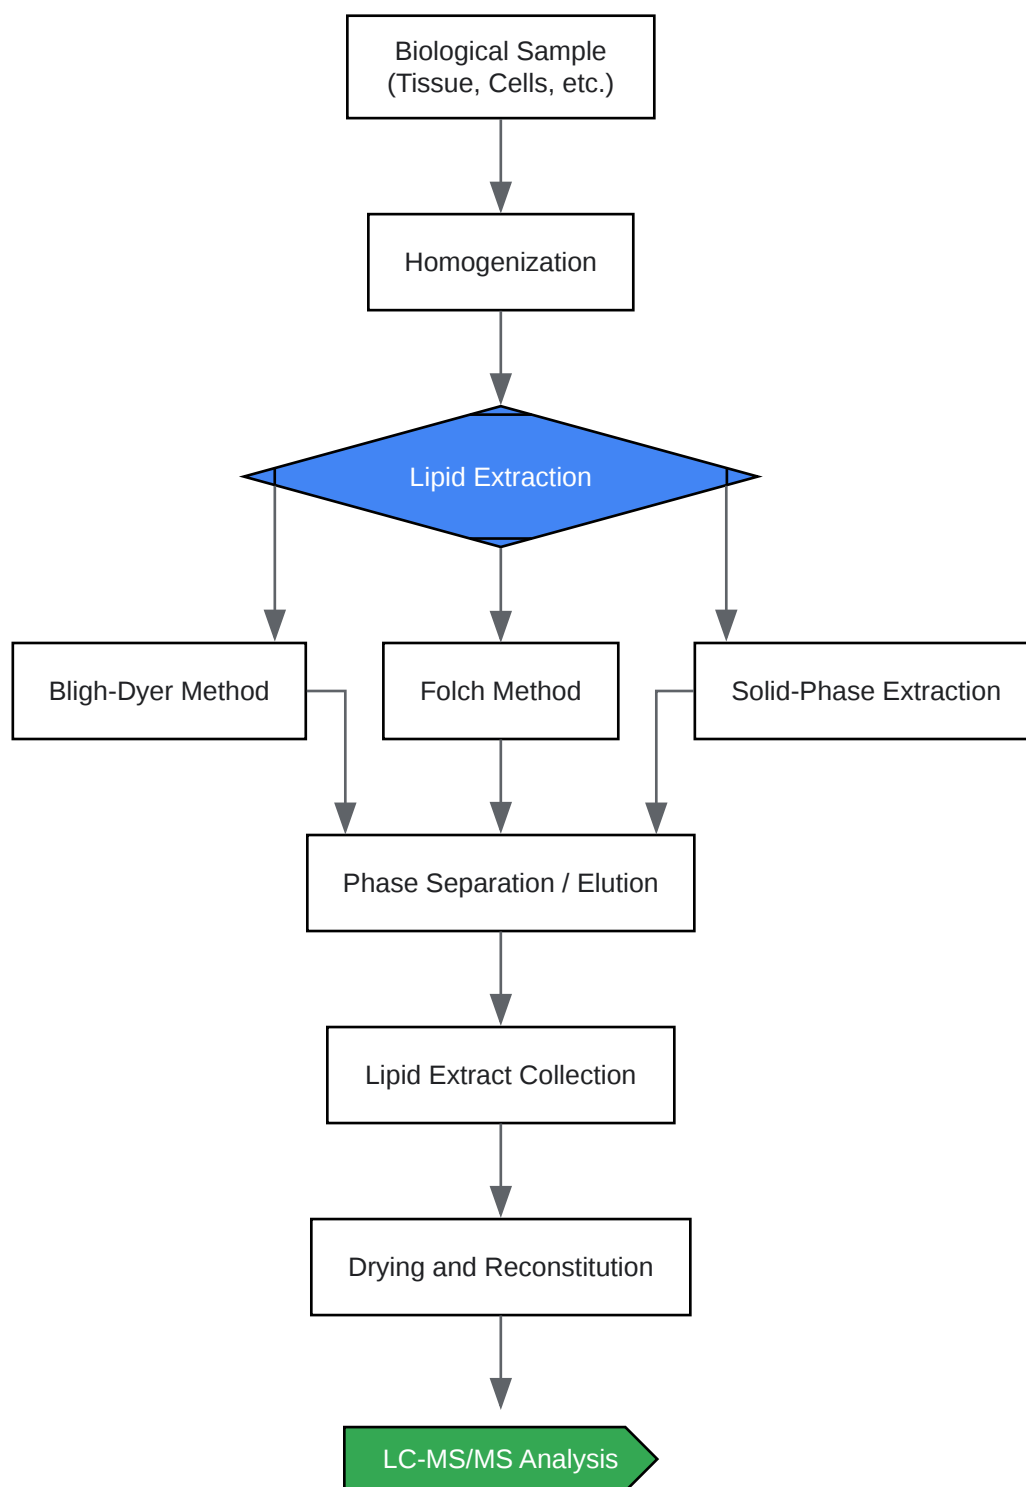 Biological Sample
(Tissue, Cells, etc.)
Homogenization
Lipid Extraction
Bligh-Dyer Method
Folch Method
Solid-Phase Extraction
Phase Separation / Elution
Lipid Extract Collection
Drying and Reconstitution
LC-MS/MS Analysis